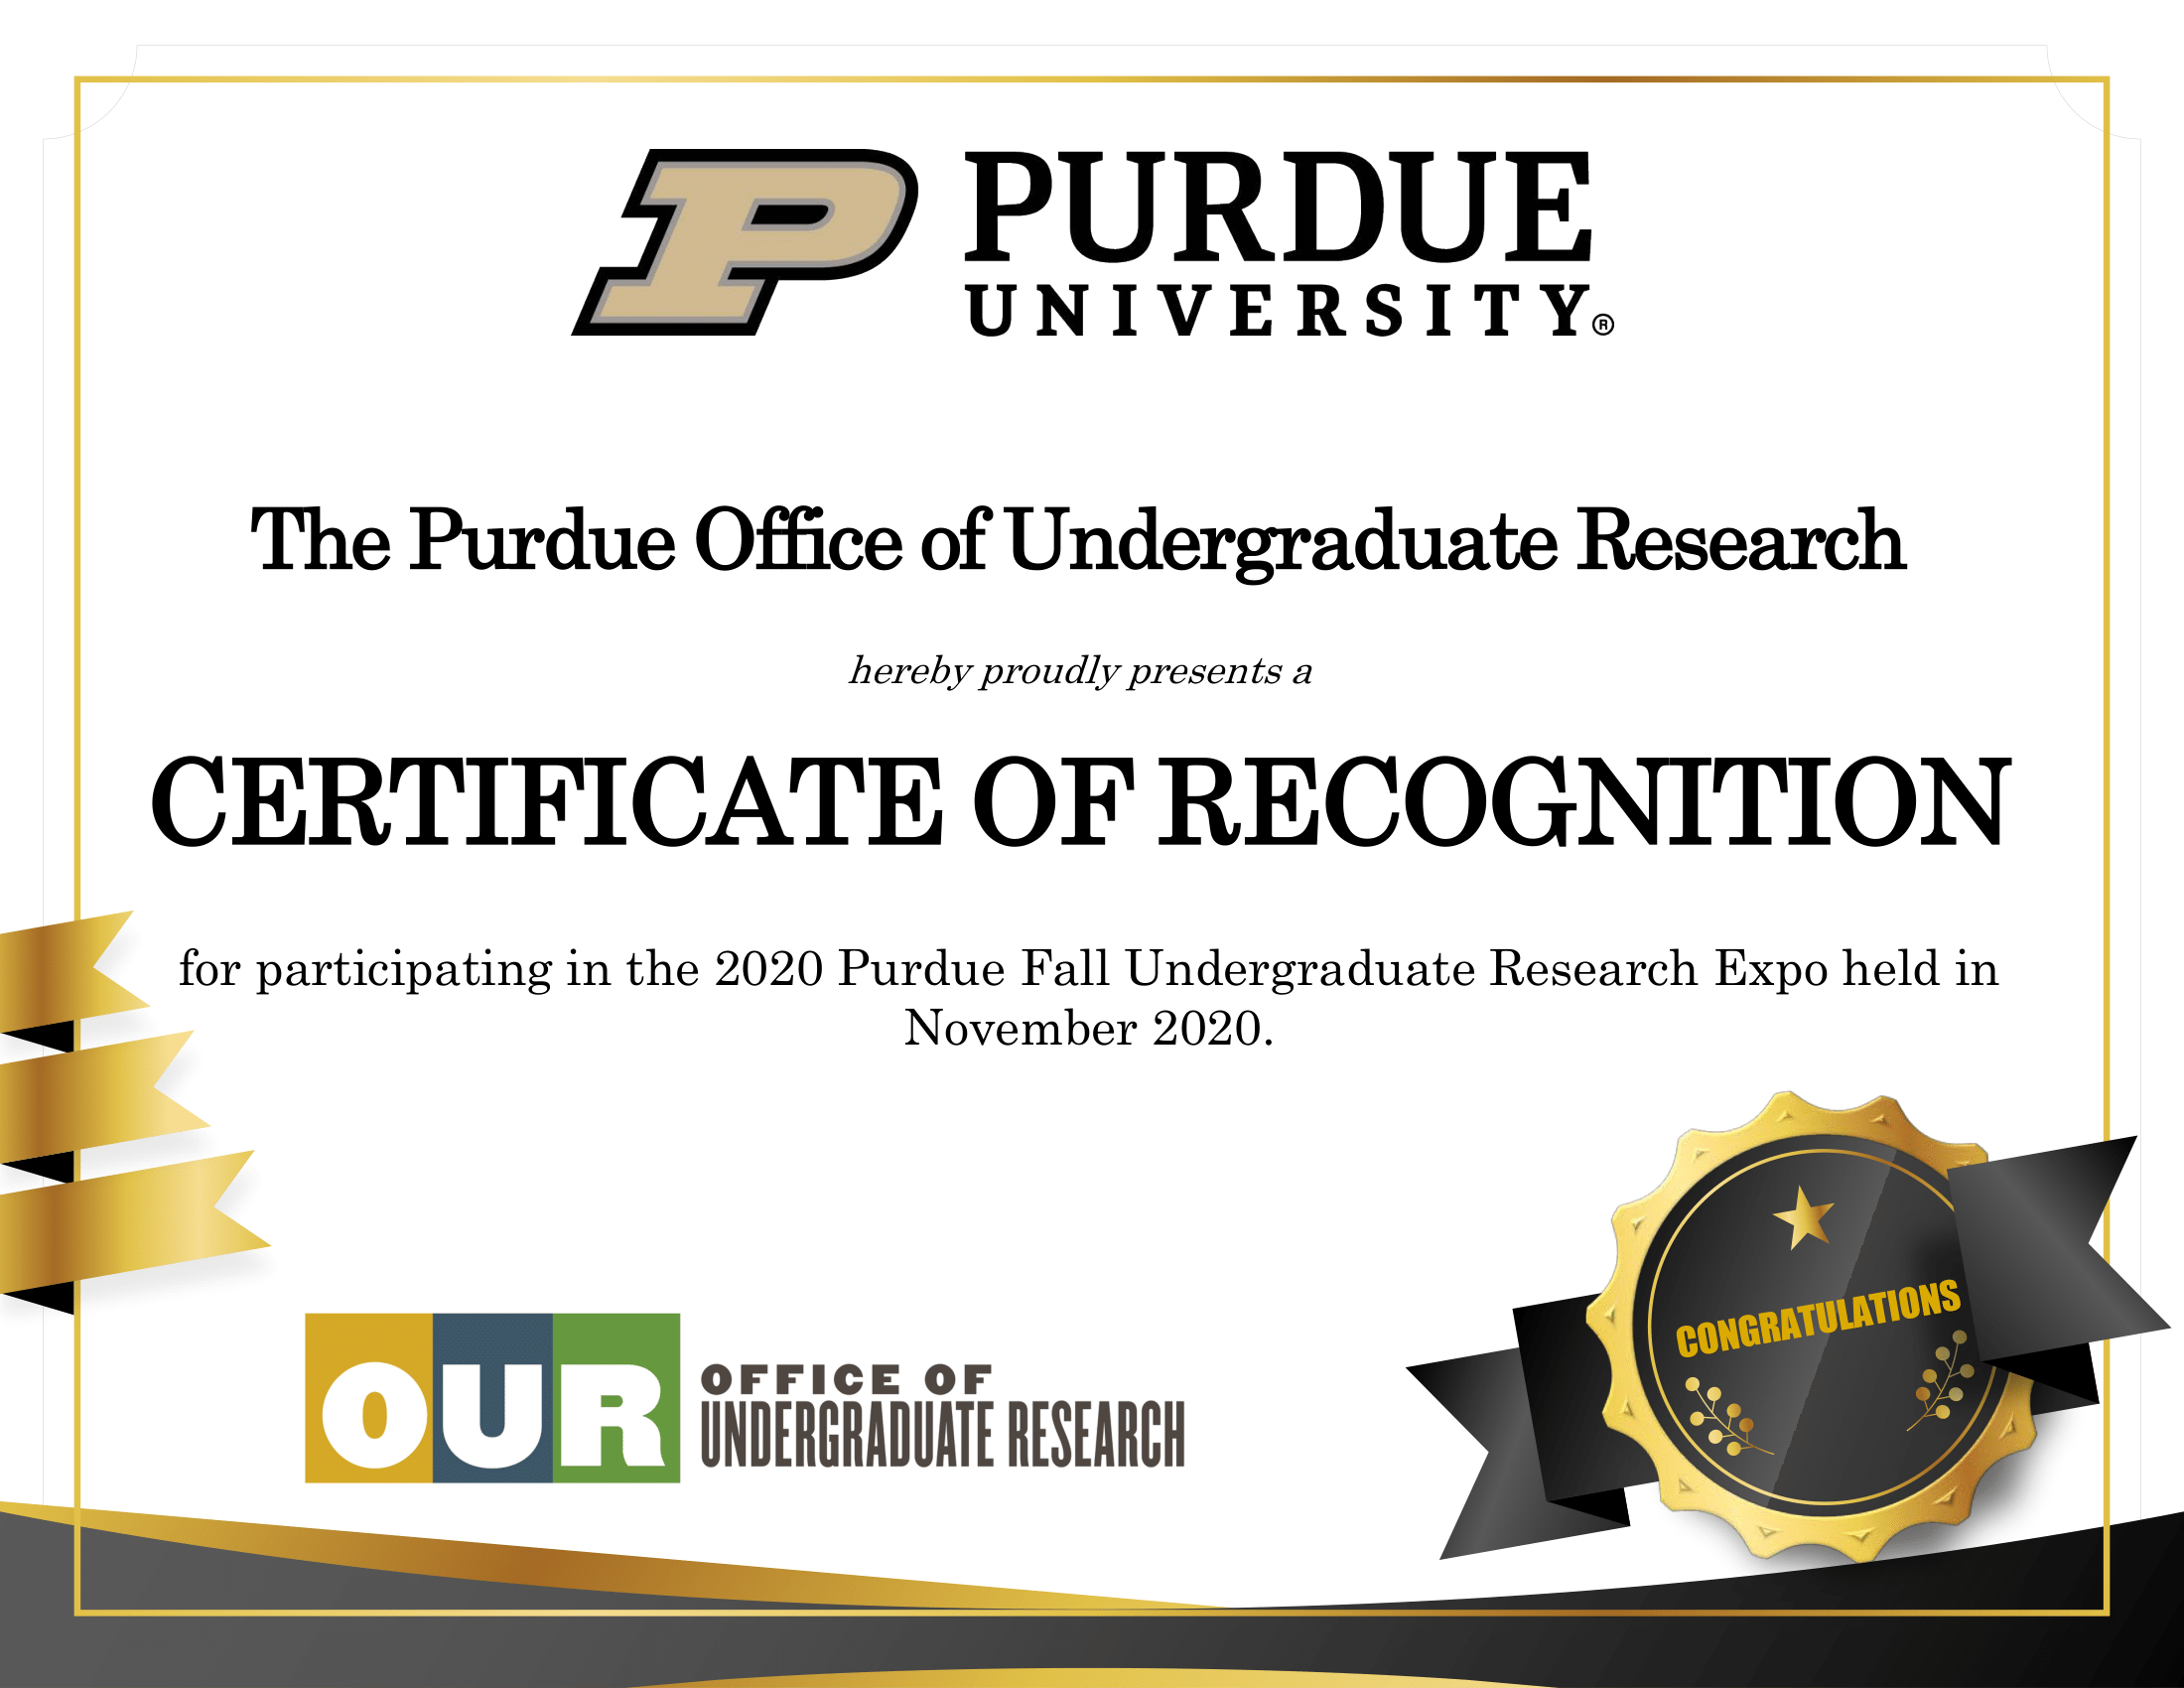 P PURDUE
UNIVERSITY®
The Purdue Office of Undergraduate Research
hereby proudly presents a
CERTIFICATE OF RECOGNITION
for participating in the 2020 Purdue Fall Undergraduate Research Expo held in
November 2020.
CONGRATULATIONS
OUR
OFFICE OF
UNDERGRADUATE RESEARCH